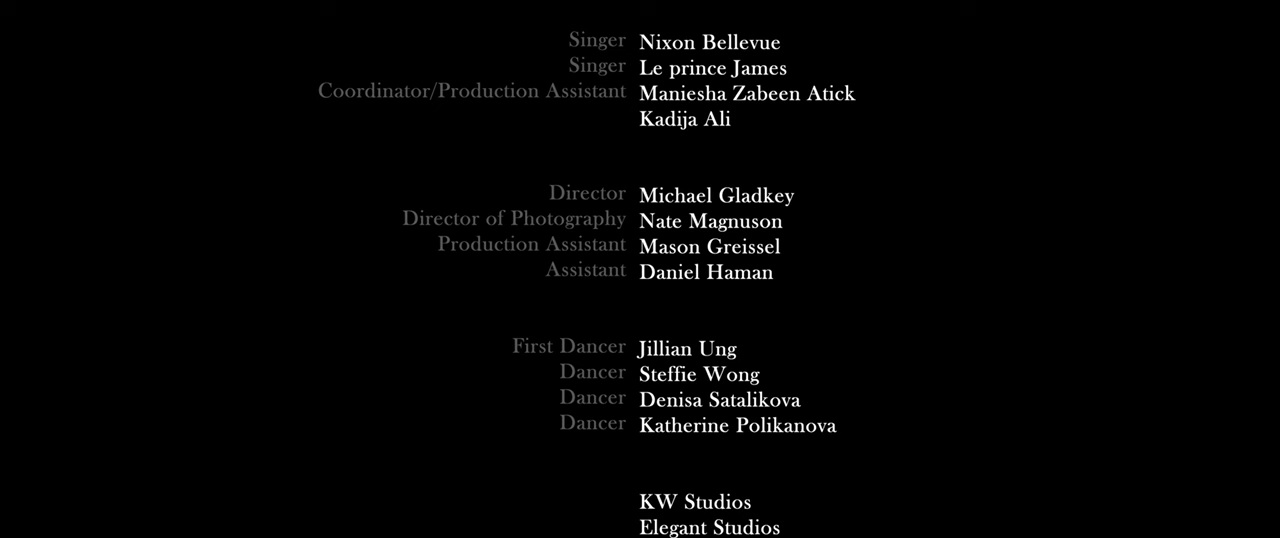 Singer Nixon Bellevue
Singer Le prince James
Coordinator/Production Assistant Maniesha Zabeen Atick
Kadija Ali
Director Michael Gladkey
Director of Photography Nate Magnuson
Production Assistant Mason Greissel
Assistant Daniel Haman
First Dancer Jillian Ung
Dancer Steffie Wong
Dancer Denisa Satalikova
Dancer Katherine Polikanova
KW Studios
Elegant Studios